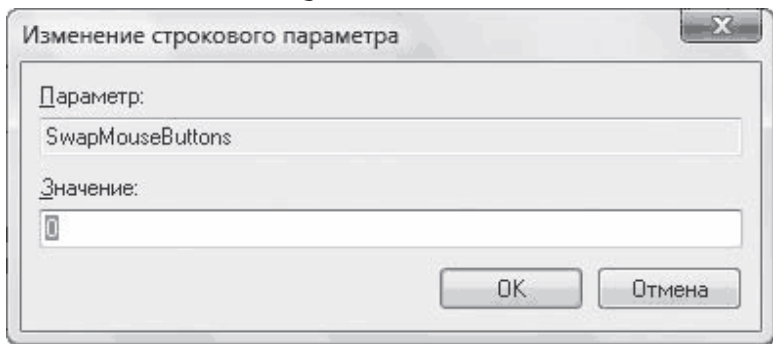 Изменение строкового параметра
Параметр:
SwapMouseButtons
Значение:
0
OK Отмена